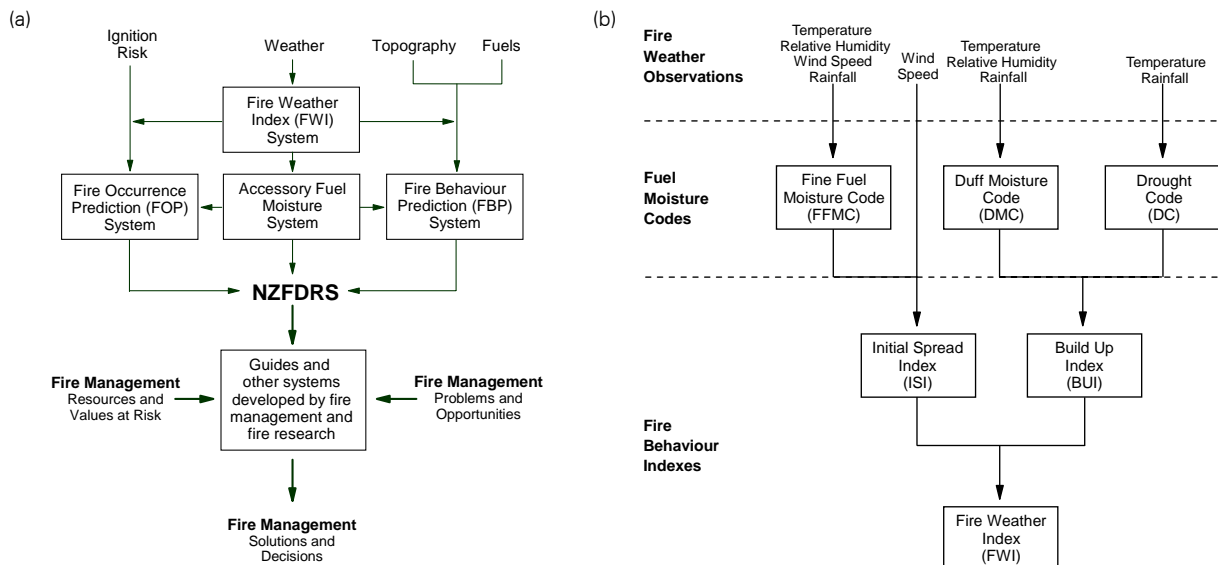 (a)
Ignition
Risk
Weather
Topography
Fuels
Fire Weather
Index (FWI)
System
Fire Occurrence
Prediction (FOP)
System
Accessory Fuel
Moisture
System
Fire Behaviour
Prediction (FBP)
System
NZFDRS
Fire Management
Resources and
Values at Risk
Guides and
other systems
developed by fire
management and
fire research
Fire Management
Problems and
Opportunities
Fire Management
Solutions and
Decisions
(b)
Fire
Weather
Observations
Temperature
Relative Humidity
Wind Speed
Rainfall
Wind
Speed
Temperature
Relative Humidity
Rainfall
Temperature
Rainfall
Fuel
Moisture
Codes
Fine Fuel
Moisture Code
(FFMC)
Duff Moisture
Code
(DMC)
Drought
Code
(DC)
Initial Spread
Index
(ISI)
Build Up
Index
(BUI)
Fire
Behaviour
Indexes
Fire Weather
Index
(FWI)